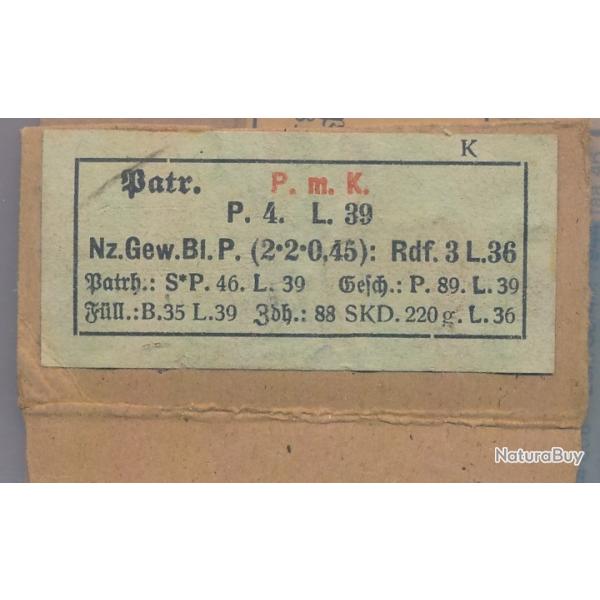 K
Patr. P. m. K.
P. 4. L. 39
Nz.Gew.Bl.P. (2·2·0,45): Rdf. 3 L.36
Patrh.: S*P. 46. L. 39 Gesch.: P. 89. L. 39
Füll.: B.35 L.39 Zdh.: 88 SKD. 220 g. L. 36
NaturaBuy